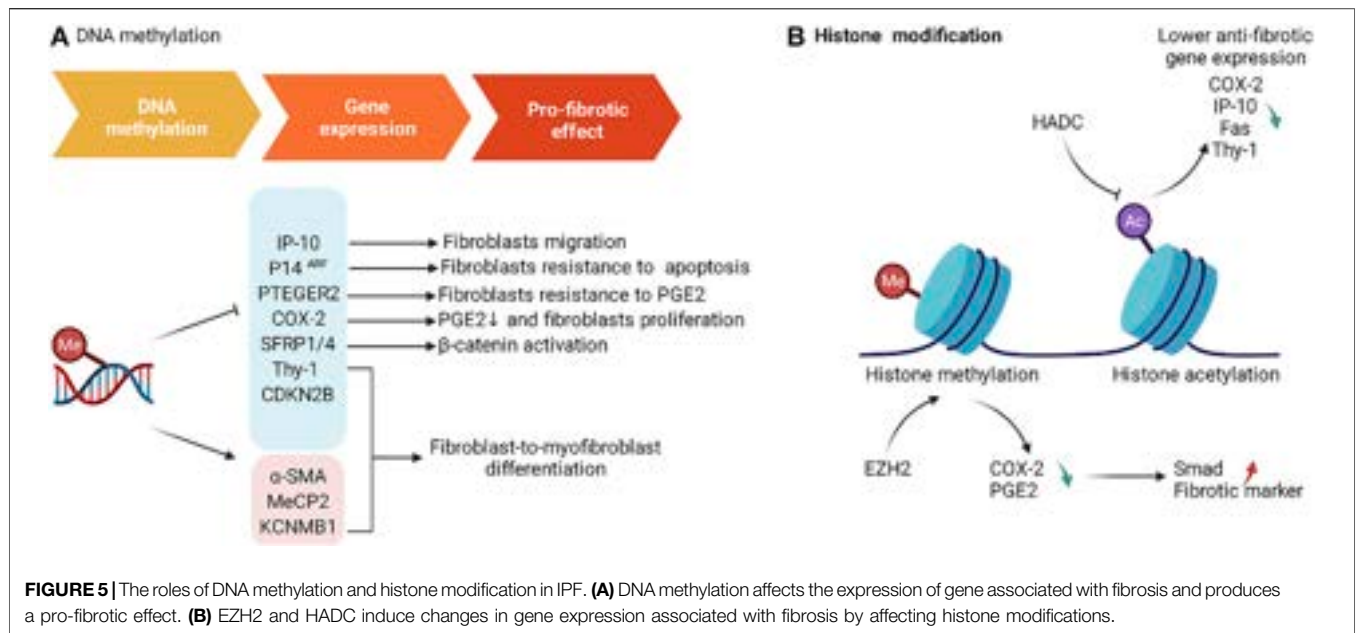 A DNA methylation
DNA
methylation
Gene
expression
Pro-fibrotic
effect
IP-10
P14 ARF
PTEGER2
COX-2
SFRP1/4
Thy-1
CDKN2B
α-SMA
MeCP2
KCNMB1
Me
Fibroblasts migration
Fibroblasts resistance to apoptosis
Fibroblasts resistance to PGE2
PGE2↓ and fibroblasts proliferation
β-catenin activation
Fibroblast-to-myofibroblast
differentiation
B Histone modification
Lower anti-fibrotic
gene expression
COX-2
IP-10
Fas
Thy-1
HADC
Ac
Me
Histone methylation
Histone acetylation
EZH2
COX-2
PGE2
Smad
Fibrotic marker
FIGURE 5 | The roles of DNA methylation and histone modification in IPF. (A) DNA methylation affects the expression of gene associated with fibrosis and produces
a pro-fibrotic effect. (B) EZH2 and HADC induce changes in gene expression associated with fibrosis by affecting histone modifications.